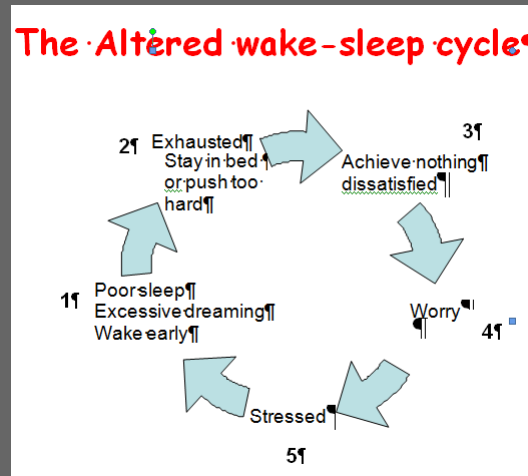 The Altered wake-sleep cycle
2
Exhausted
Stay in bed
or push too
hard
3
Achieve nothing
dissatisfied
1
Poor sleep
Excessive dreaming
Wake early
Worry
4
Stressed
5